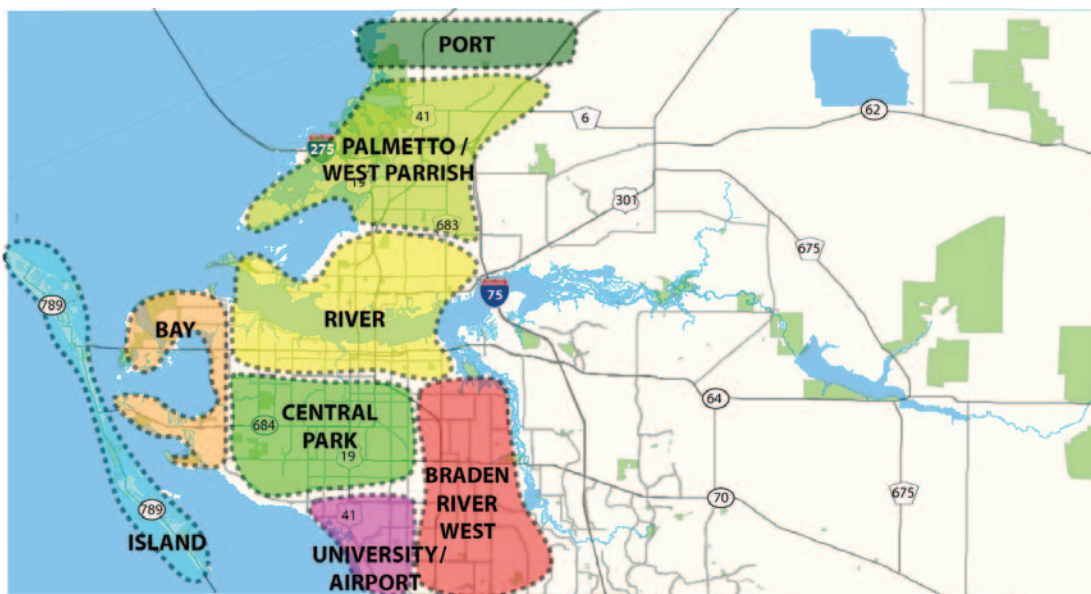 PORT
41
6
62
275
PALMETTO /
WEST PARRISH
19
301
683
675
789
75
BAY
RIVER
64
CENTRAL
PARK
684
19
BRADEN
RIVER
WEST
70
675
789
ISLAND
41
UNIVERSITY/
AIRPORT